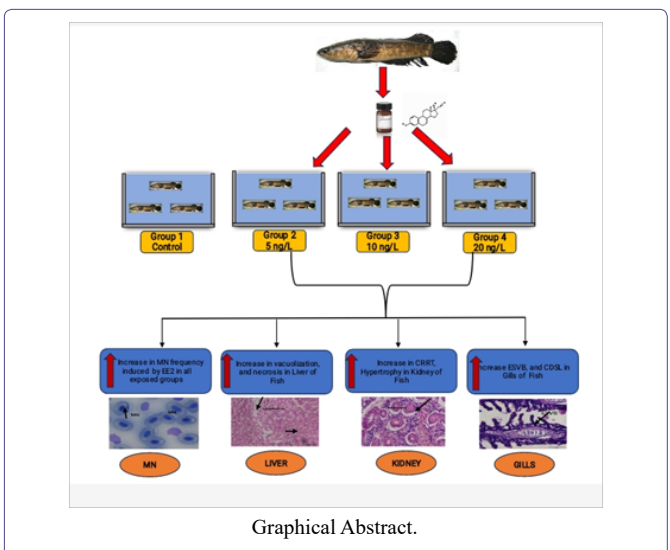 Group 1
Control
Group 2
5 ng/L
Group 3
10 ng/L
Group 4
20 ng/L
Increase in MN frequency
induced by EE2 in all
exposed groups
Increase in vacuolization,
and necrosis in Liver of
Fish
Increase in CRRT,
Hypertrophy in Kidney of
Fish
Increase ESVB, and CDSL in
Gills of Fish
MN
LIVER
KIDNEY
GILLS
Graphical Abstract.